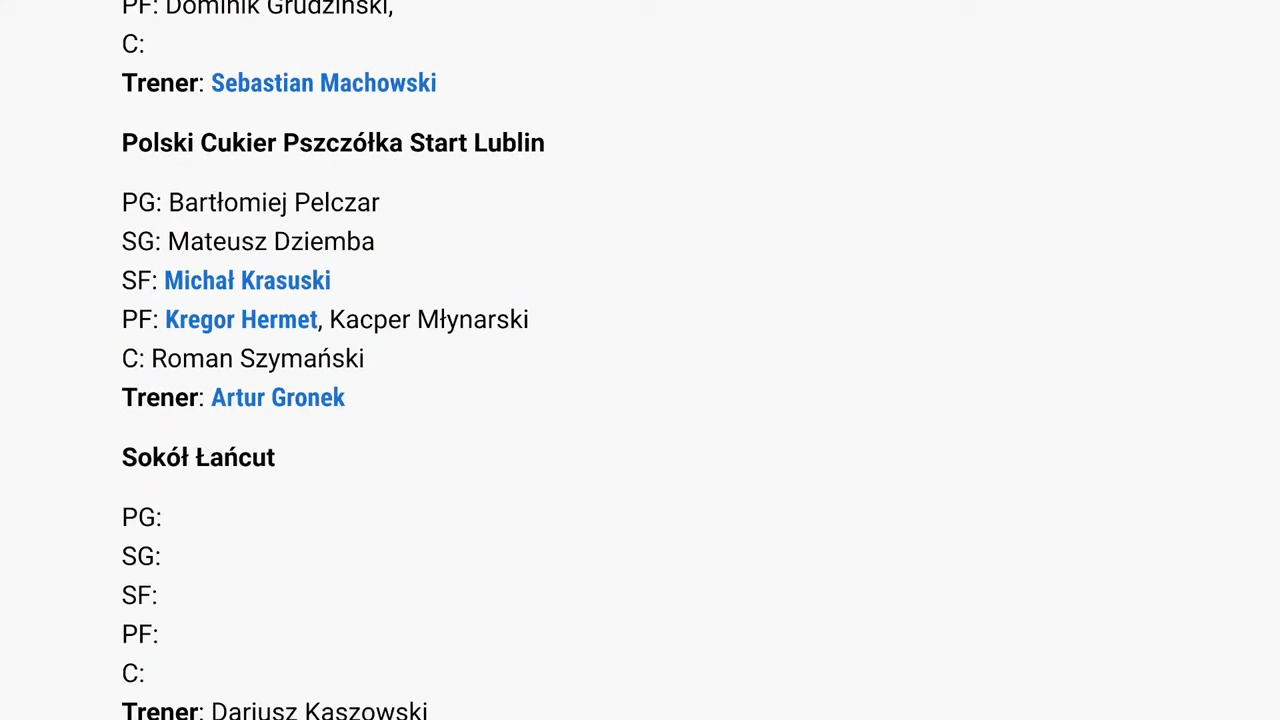 PF: Dominik Grudziński,
C:
Trener: Sebastian Machowski
Polski Cukier Pszczółka Start Lublin
PG: Bartłomiej Pelczar
SG: Mateusz Dziemba
SF: Michał Krasuski
PF: Kregor Hermet, Kacper Młynarski
C: Roman Szymański
Trener: Artur Gronek
Sokół Łańcut
PG:
SG:
SF:
PF:
C:
Trener: Dariusz Kaszowski